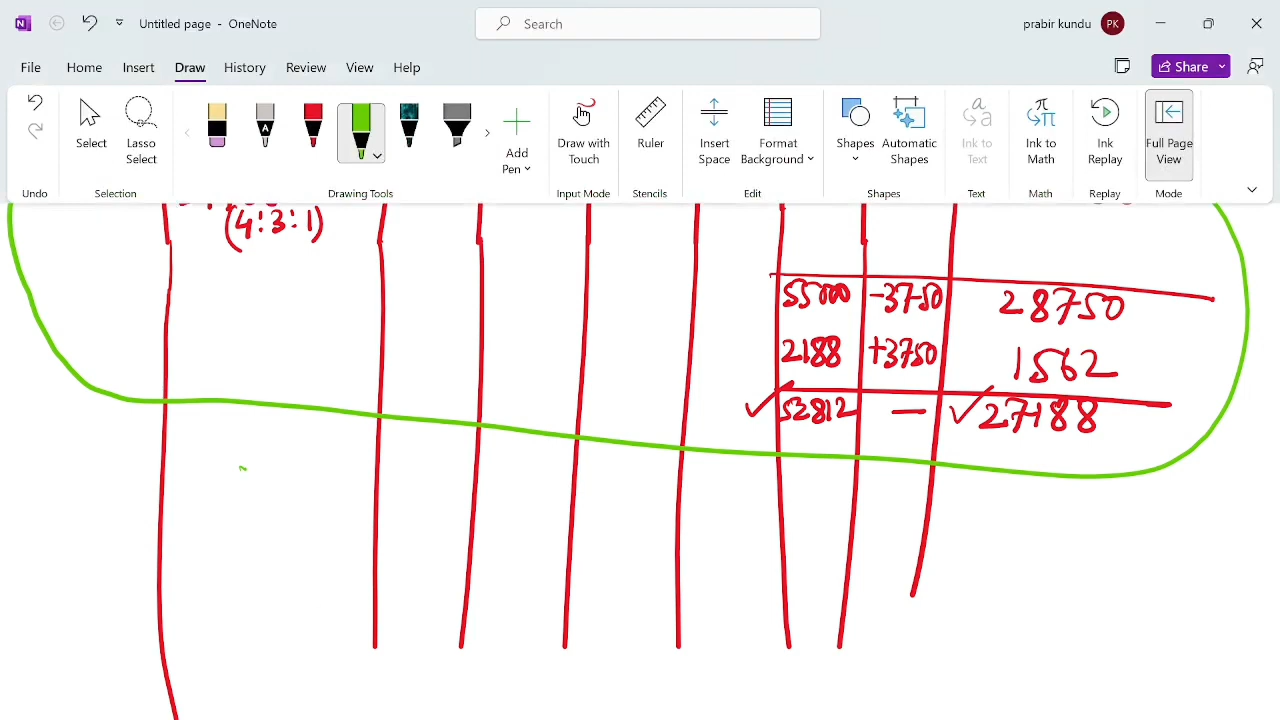 Untitled page - OneNote
Search
prabir kundu PK
File Home Insert Draw History Review View Help Share
Select
Lasso Select
A
Add Pen
Draw with Touch
Ruler
Insert Space
Format Background
Shapes
Automatic Shapes
Ink to Text
Ink to Math
Ink Replay
Full Page View
Undo Selection Drawing Tools Input Mode Stencils Edit Shapes Text Math Replay Mode
(4:3:1)
55000 -3750 28750
2188 +3750 1562
52812 — 27188